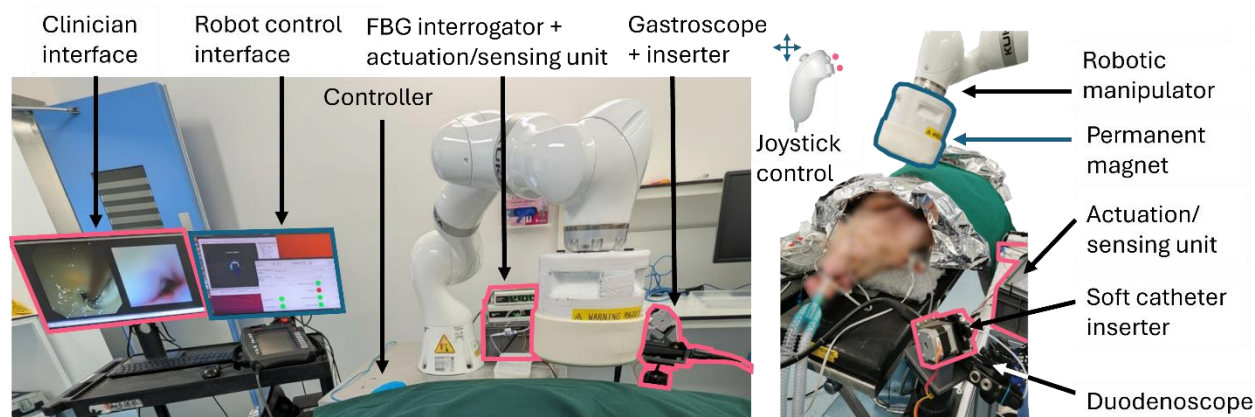 Clinician
interface
Robot control
interface
FBG interrogator +
actuation/sensing unit
Gastroscope
+ inserter
Controller
Joystick
control
Robotic
manipulator
Permanent
magnet
Actuation/
sensing unit
Soft catheter
inserter
Duodenoscope
KUKA
WARNING